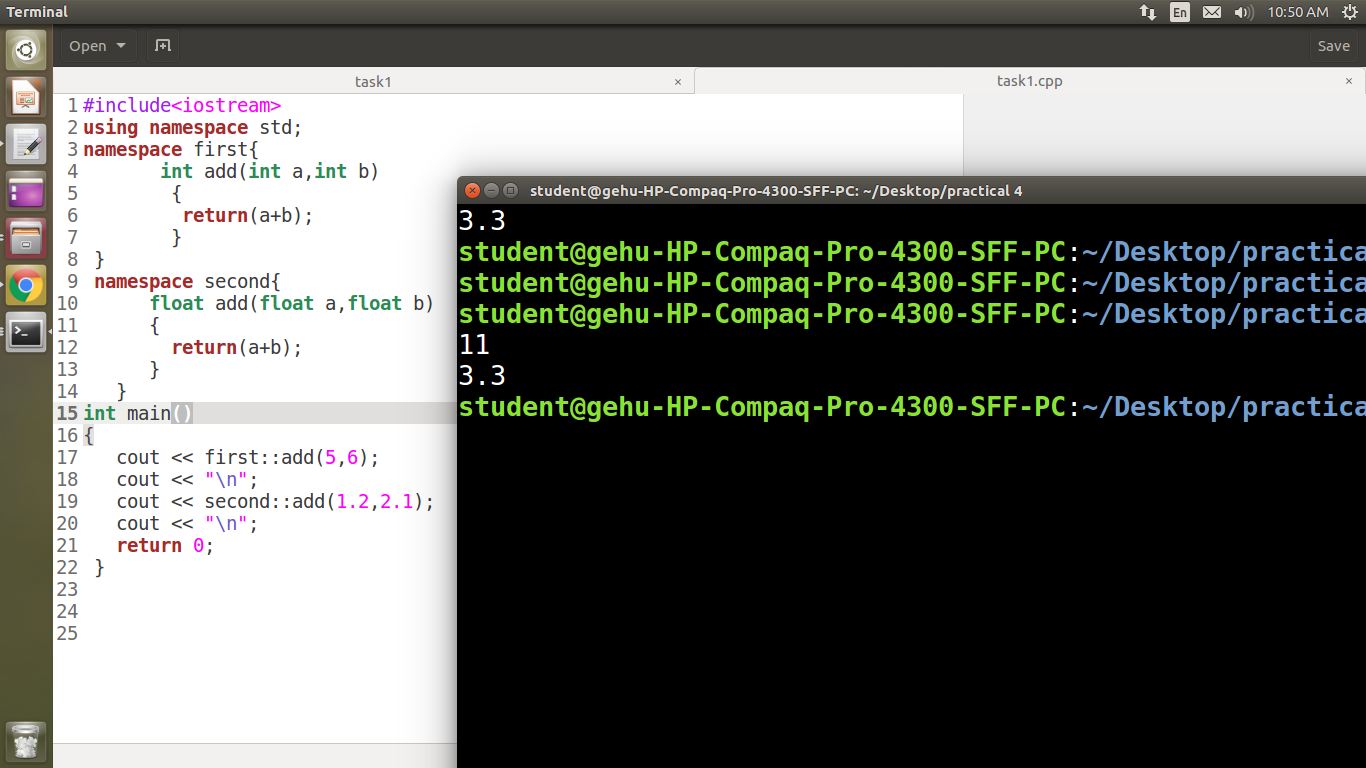 Terminal
En
10:50 AM
Open
Save
task1 ×
task1.cpp ×
1 #include<iostream>
2 using namespace std;
3 namespace first{
4 int add(int a,int b)
5 {
6 return(a+b);
7 }
8 }
9 namespace second{
10 float add(float a,float b)
11 {
12 return(a+b);
13 }
14 }
15 int main()
16 {
17 cout << first::add(5,6);
18 cout << "\n";
19 cout << second::add(1.2,2.1);
20 cout << "\n";
21 return 0;
22 }
23
24
25
student@gehu-HP-Compaq-Pro-4300-SFF-PC: ~/Desktop/practical 4
3.3
student@gehu-HP-Compaq-Pro-4300-SFF-PC:~/Desktop/practica
student@gehu-HP-Compaq-Pro-4300-SFF-PC:~/Desktop/practica
student@gehu-HP-Compaq-Pro-4300-SFF-PC:~/Desktop/practica
11
3.3
student@gehu-HP-Compaq-Pro-4300-SFF-PC:~/Desktop/practica